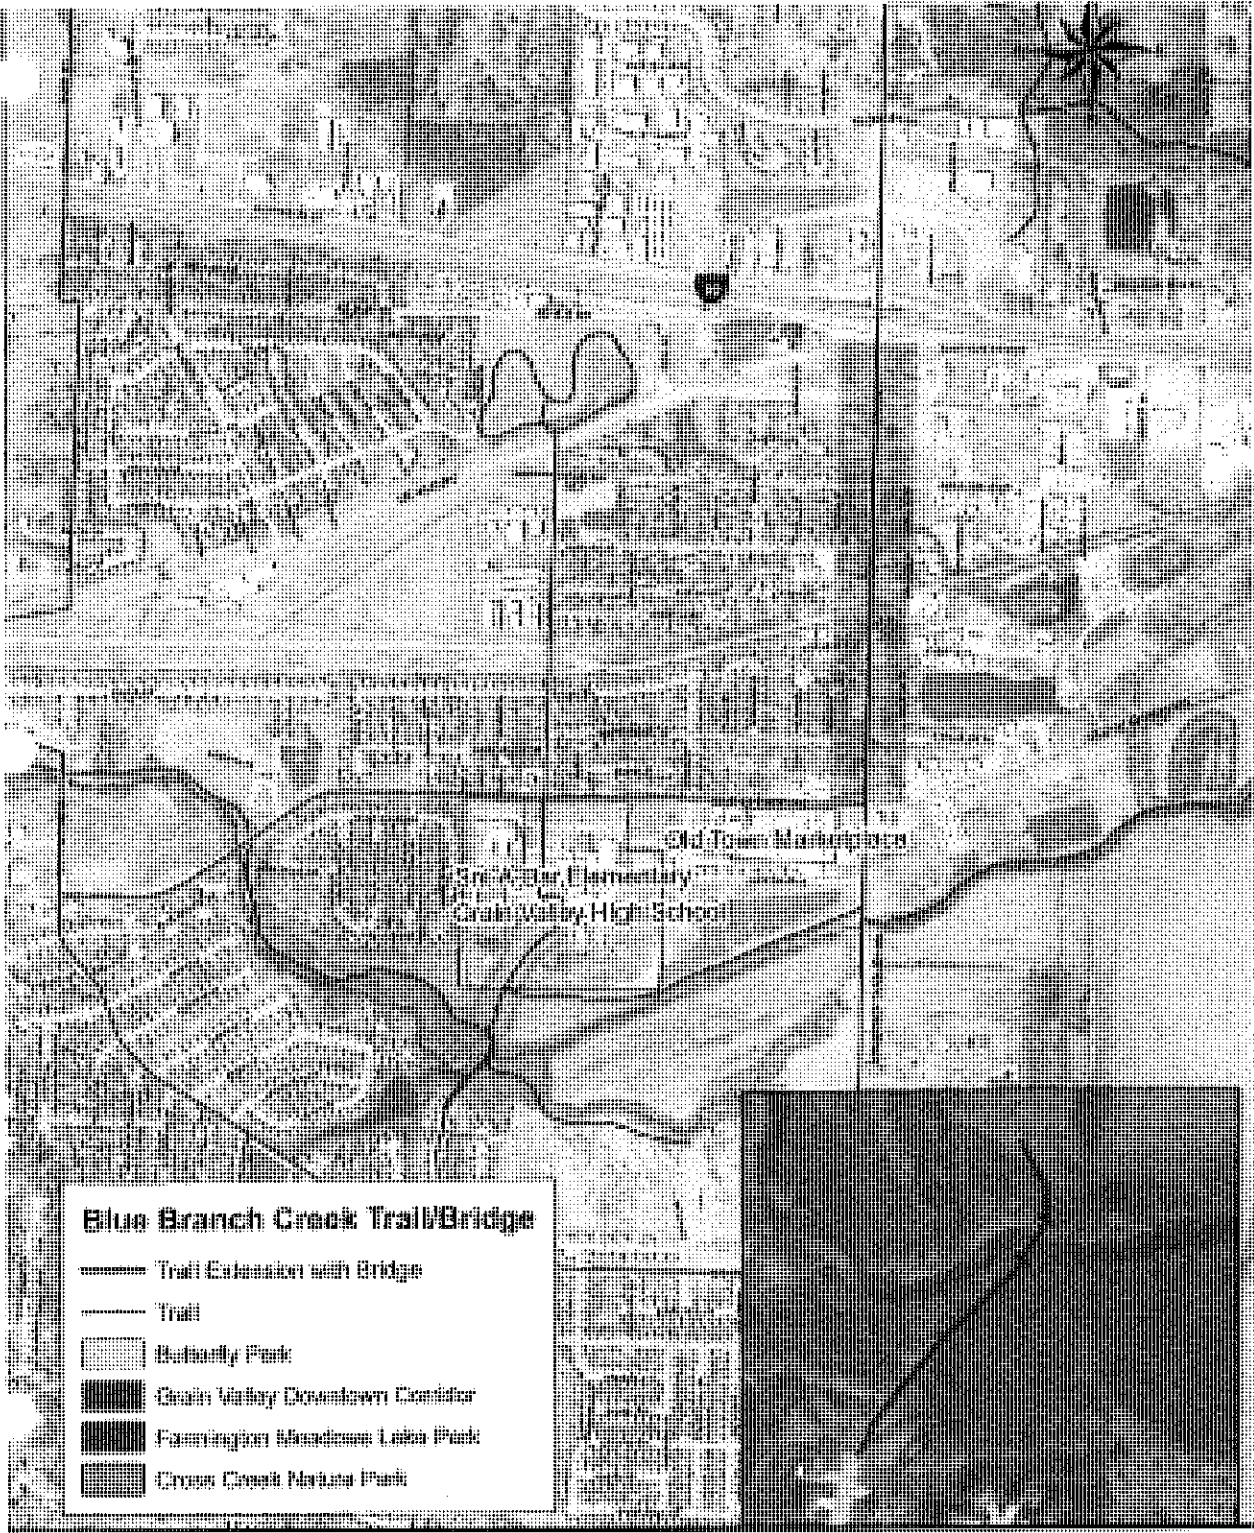 Old Town Marketplace
Sni-A-Bar Elementary
Grain Valley High School
Blue Branch Creek Trail/Bridge
Trail Extension with Bridge
Trail
Butterfly Park
Grain Valley Downtown Corridor
Farmington Meadows Lake Park
Cross Creek Nature Park